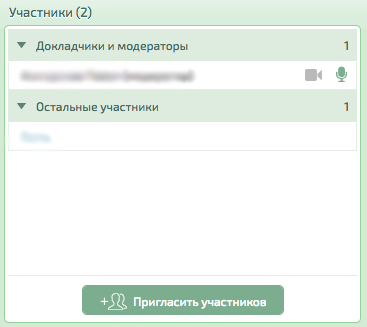 Участники (2)
Докладчики и модераторы 1
Остальные участники 1
Пригласить участников